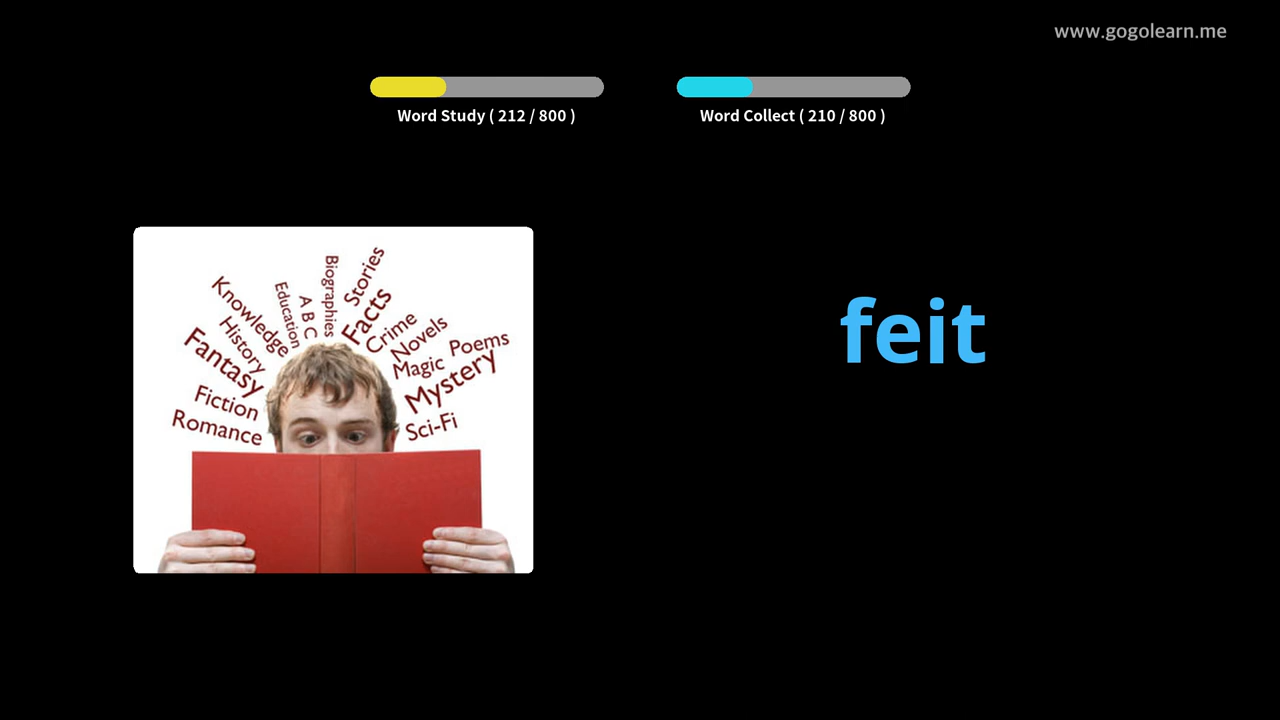 www.gogolearn.me
Word Study ( 212 / 800 )
Word Collect ( 210 / 800 )
Biographies
Stories
Education
A B C
Facts
Knowledge
Crime
History
Novels
Fantasy
Magic
Poems
Mystery
Fiction
Romance
Sci-Fi
feit